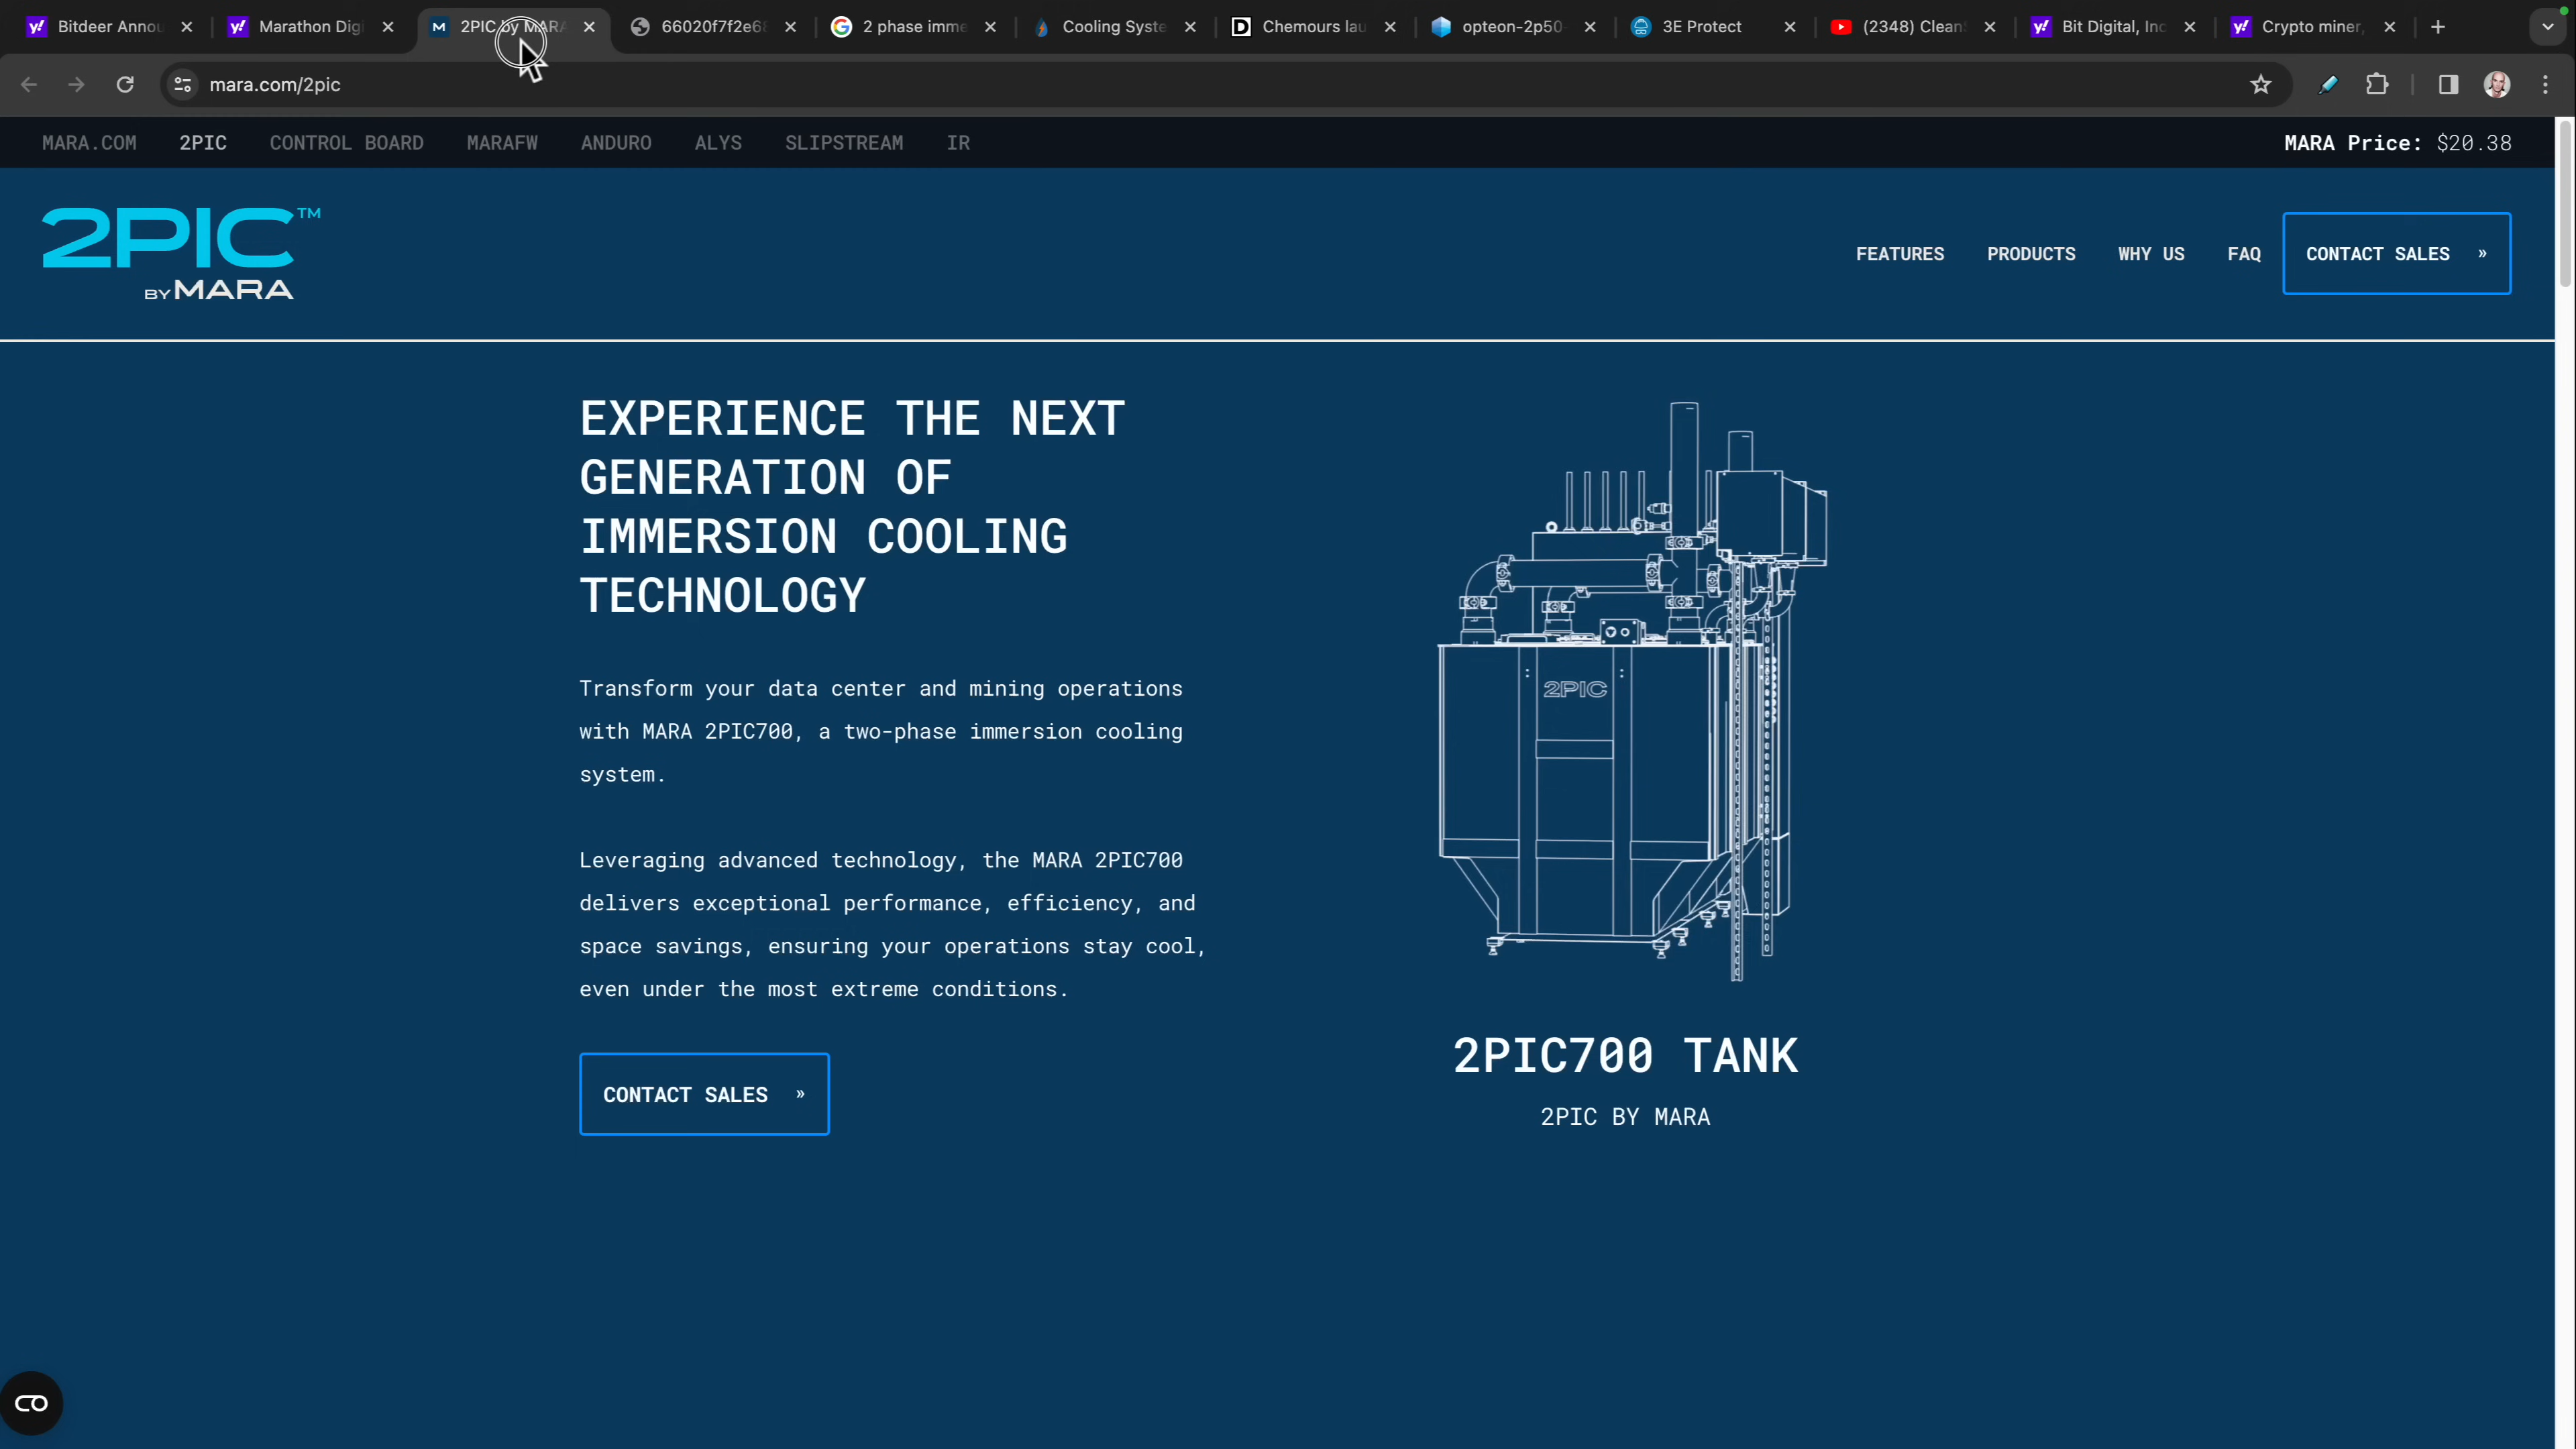 Bitdeer Annou
Marathon Digi
2PIC by MARA
66020f7f2e68
2 phase imme
Cooling Syste
Chemours lau
opteon-2p50-
3E Protect
(2348) Clean
Bit Digital, Inc
Crypto miner,
mara.com/2pic
MARA.COM 2PIC CONTROL BOARD MARAFW ANDURO ALYS SLIPSTREAM IR
MARA Price: $20.38
2PIC™
BY MARA
FEATURES PRODUCTS WHY US FAQ CONTACT SALES »
EXPERIENCE THE NEXT
GENERATION OF
IMMERSION COOLING
TECHNOLOGY
Transform your data center and mining operations
with MARA 2PIC700, a two-phase immersion cooling
system.
Leveraging advanced technology, the MARA 2PIC700
delivers exceptional performance, efficiency, and
space savings, ensuring your operations stay cool,
even under the most extreme conditions.
CONTACT SALES »
2PIC
2PIC700 TANK
2PIC BY MARA